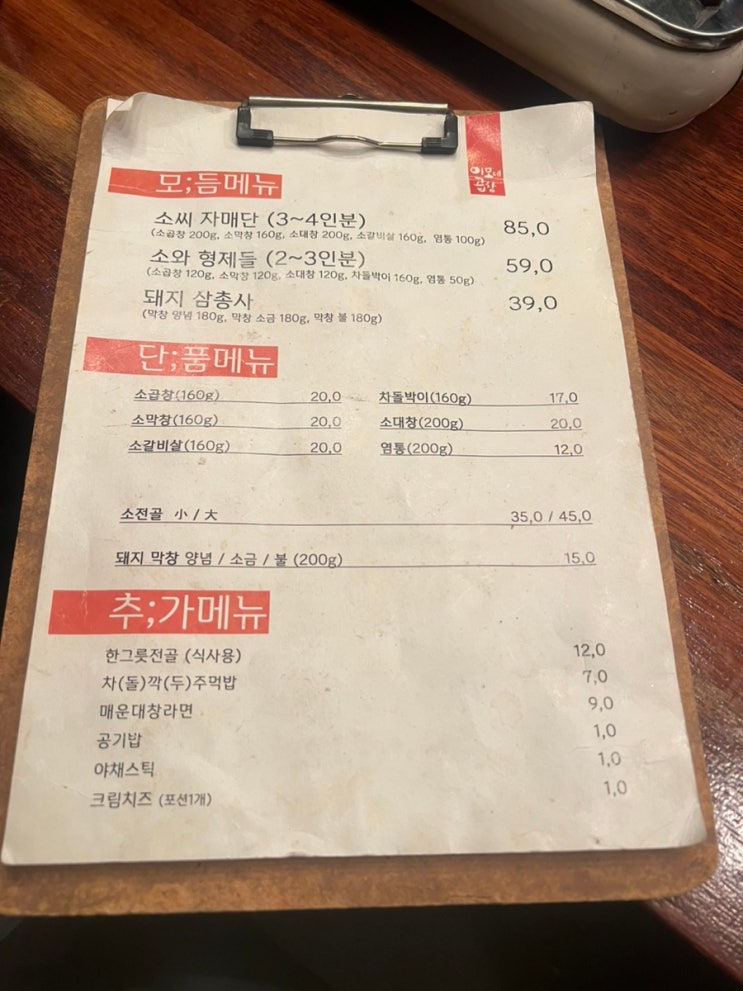 이모네
곱창
모;듬메뉴
소씨 자매단 (3~4인분) 85,0
(소곱창 200g, 소막창 160g, 소대창 200g, 소갈비살 160g, 염통 100g)
소와 형제들 (2~3인분) 59,0
(소곱창 120g, 소막창 120g, 소대창 120g, 차돌박이 160g, 염통 50g)
돼지 삼총사 39,0
(막창 양념 180g, 막창 소금 180g, 막창 불 180g)
단;품메뉴
소곱창(160g) 20,0 차돌박이(160g) 17,0
소막창(160g) 20,0 소대창(200g) 20,0
소갈비살(160g) 20,0 염통(200g) 12,0
소전골 小 / 大 35,0 / 45,0
돼지 막창 양념 / 소금 / 불 (200g) 15,0
추;가메뉴
한그릇전골 (식사용) 12,0
차(돌)깍(두)주먹밥 7,0
매운대창라면 9,0
공기밥 1,0
야채스틱 1,0
크림치즈 (포션1개) 1,0